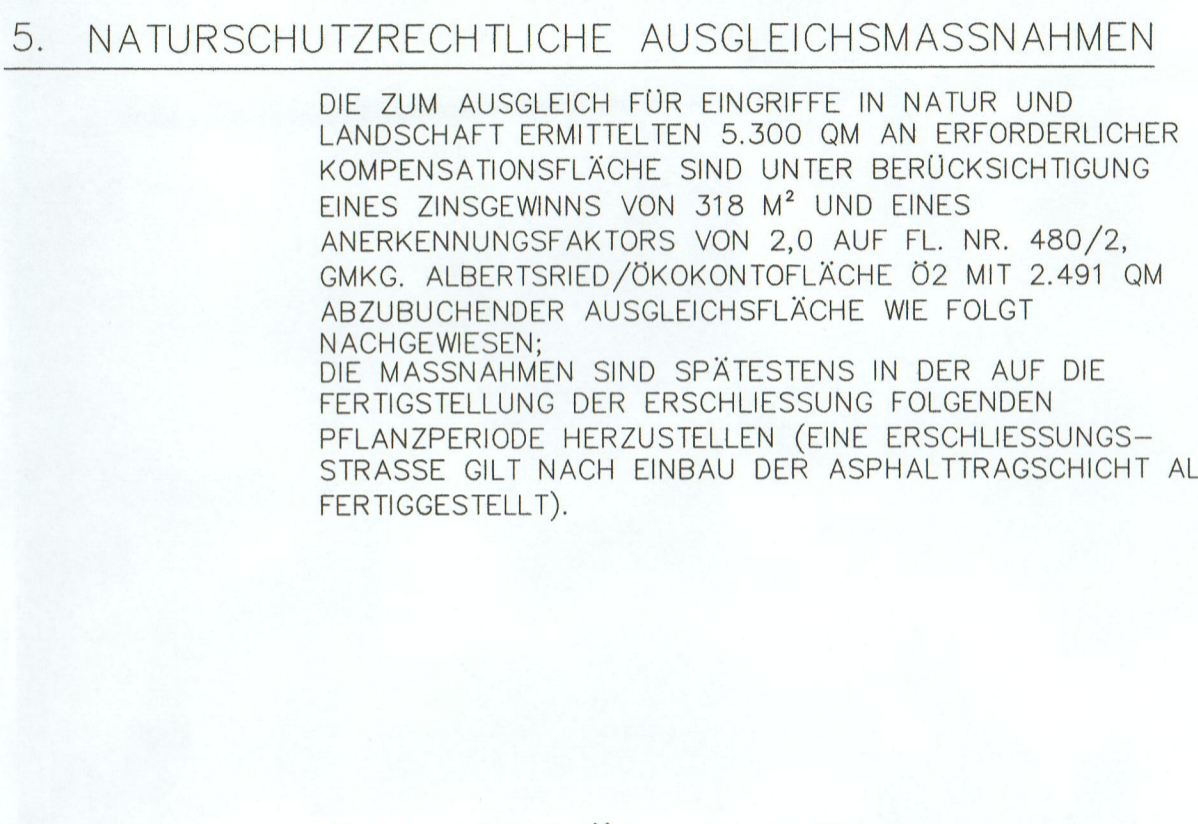 5. NATURSCHUTZRECHTLICHE AUSGLEICHSMASSNAHMEN
DIE ZUM AUSGLEICH FÜR EINGRIFFE IN NATUR UND
LANDSCHAFT ERMITTELTEN 5.300 QM AN ERFORDERLICHER
KOMPENSATIONSFLÄCHE SIND UNTER BERÜCKSICHTIGUNG
EINES ZINSGEWINNS VON 318 M² UND EINES
ANERKENNUNGSFAKTORS VON 2,0 AUF FL. NR. 480/2,
GMKG. ALBERTSRIED/ÖKOKONTOFLÄCHE Ö2 MIT 2.491 QM
ABZUBUCHENDER AUSGLEICHSFLÄCHE WIE FOLGT
NACHGEWIESEN;
DIE MASSNAHMEN SIND SPÄTESTENS IN DER AUF DIE
FERTIGSTELLUNG DER ERSCHLIESSUNG FOLGENDEN
PFLANZPERIODE HERZUSTELLEN (EINE ERSCHLIESSUNGS-
STRASSE GILT NACH EINBAU DER ASPHALTTRAGSCHICHT AL
FERTIGGESTELLT).